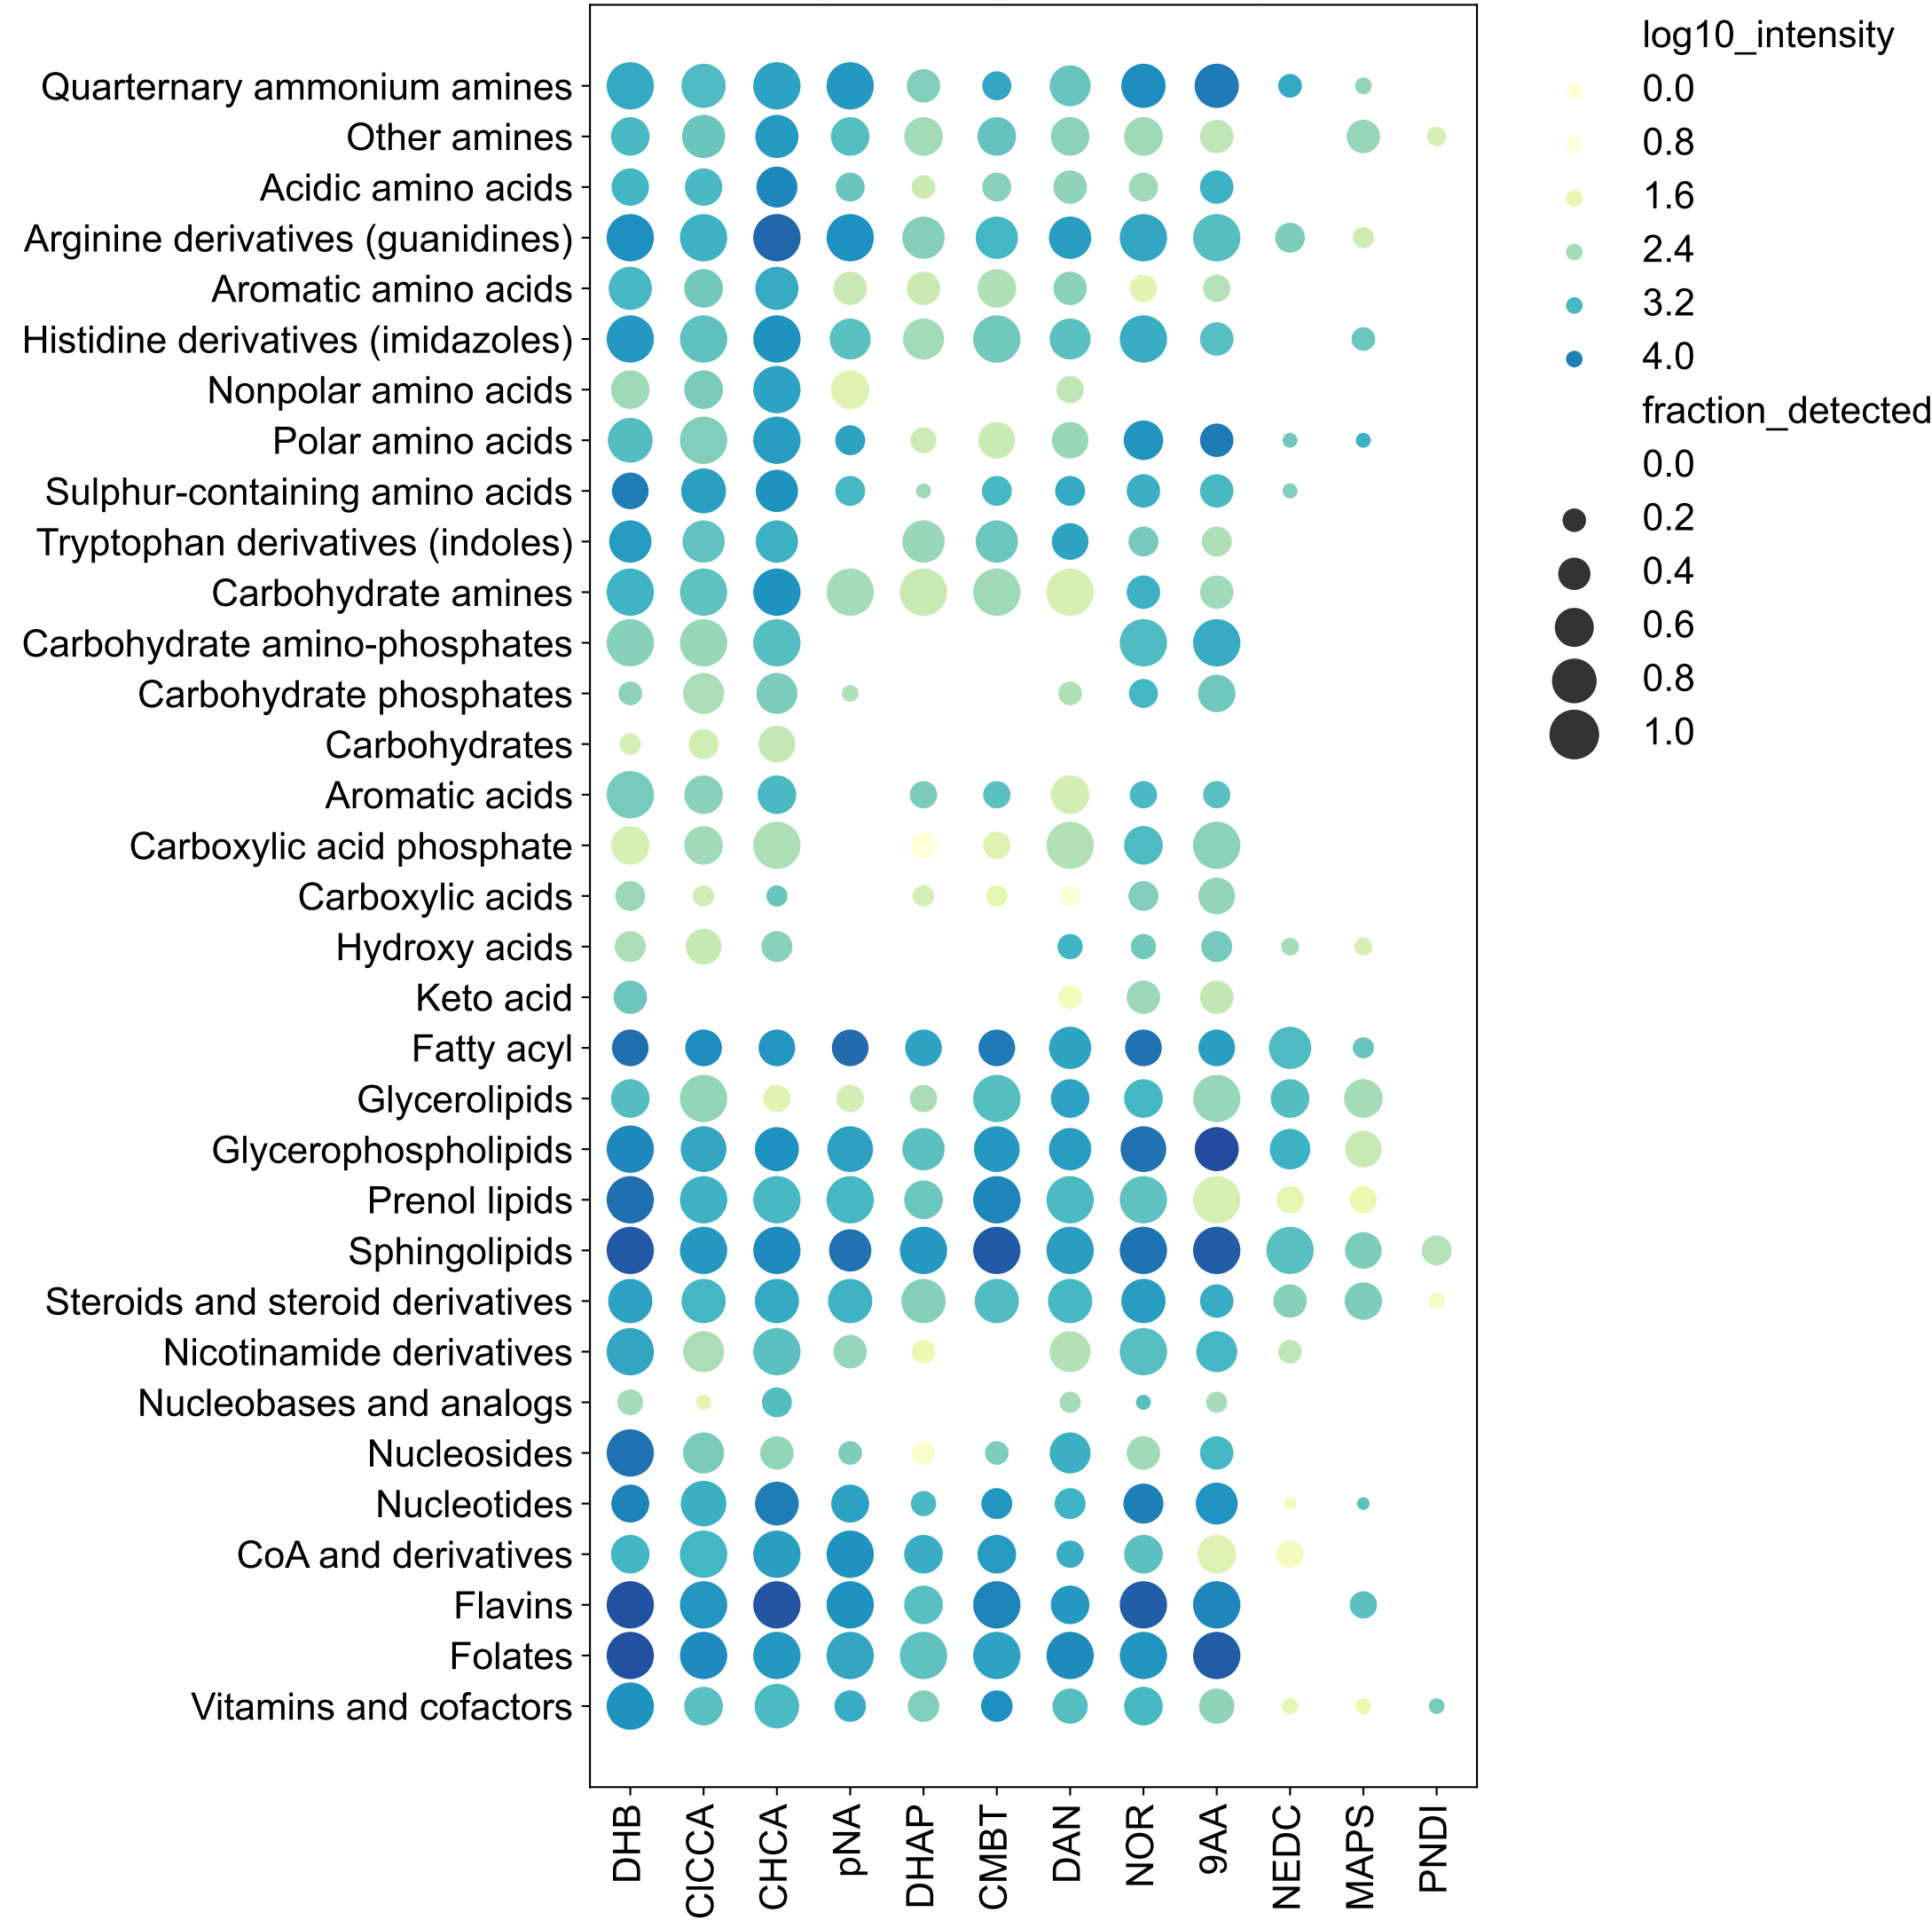 Quarternary ammonium amines
Other amines
Acidic amino acids
Arginine derivatives (guanidines)
Aromatic amino acids
Histidine derivatives (imidazoles)
Nonpolar amino acids
Polar amino acids
Sulphur-containing amino acids
Tryptophan derivatives (indoles)
Carbohydrate amines
Carbohydrate amino-phosphates
Carbohydrate phosphates
Carbohydrates
Aromatic acids
Carboxylic acid phosphate
Carboxylic acids
Hydroxy acids
Keto acid
Fatty acyl
Glycerolipids
Glycerophospholipids
Prenol lipids
Sphingolipids
Steroids and steroid derivatives
Nicotinamide derivatives
Nucleobases and analogs
Nucleosides
Nucleotides
CoA and derivatives
Flavins
Folates
Vitamins and cofactors
DHB
ClCCA
CHCA
pNA
DHAP
CMBT
DAN
NOR
9AA
NEDC
MAPS
PNDI
log10_intensity
0.0
0.8
1.6
2.4
3.2
4.0
fraction_detected
0.0
0.2
0.4
0.6
0.8
1.0